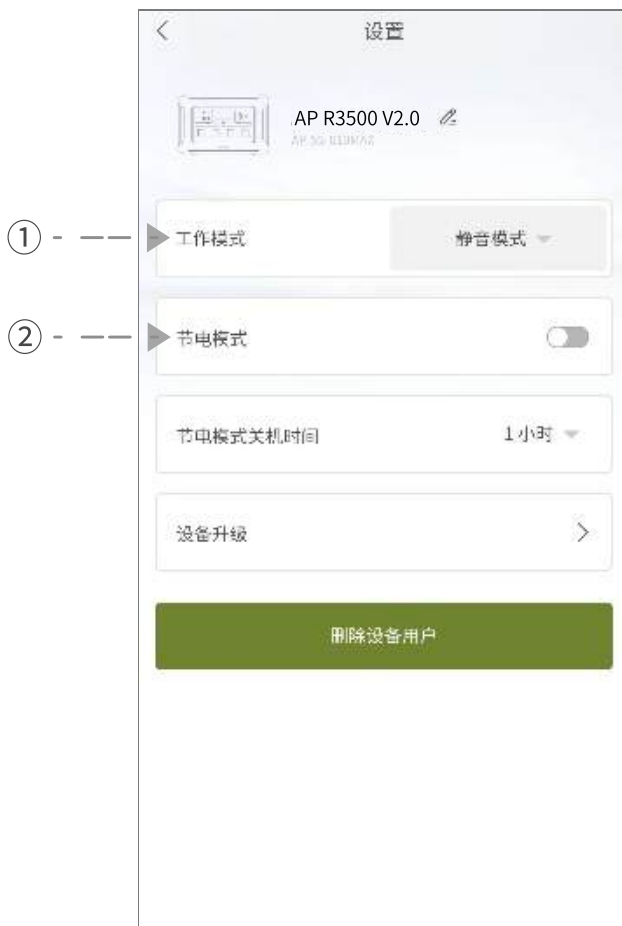 设置
AP R3500 V2.0
① 工作模式 静音模式
② 节电模式
节电模式关机时间 1小时
设备升级
删除设备用户